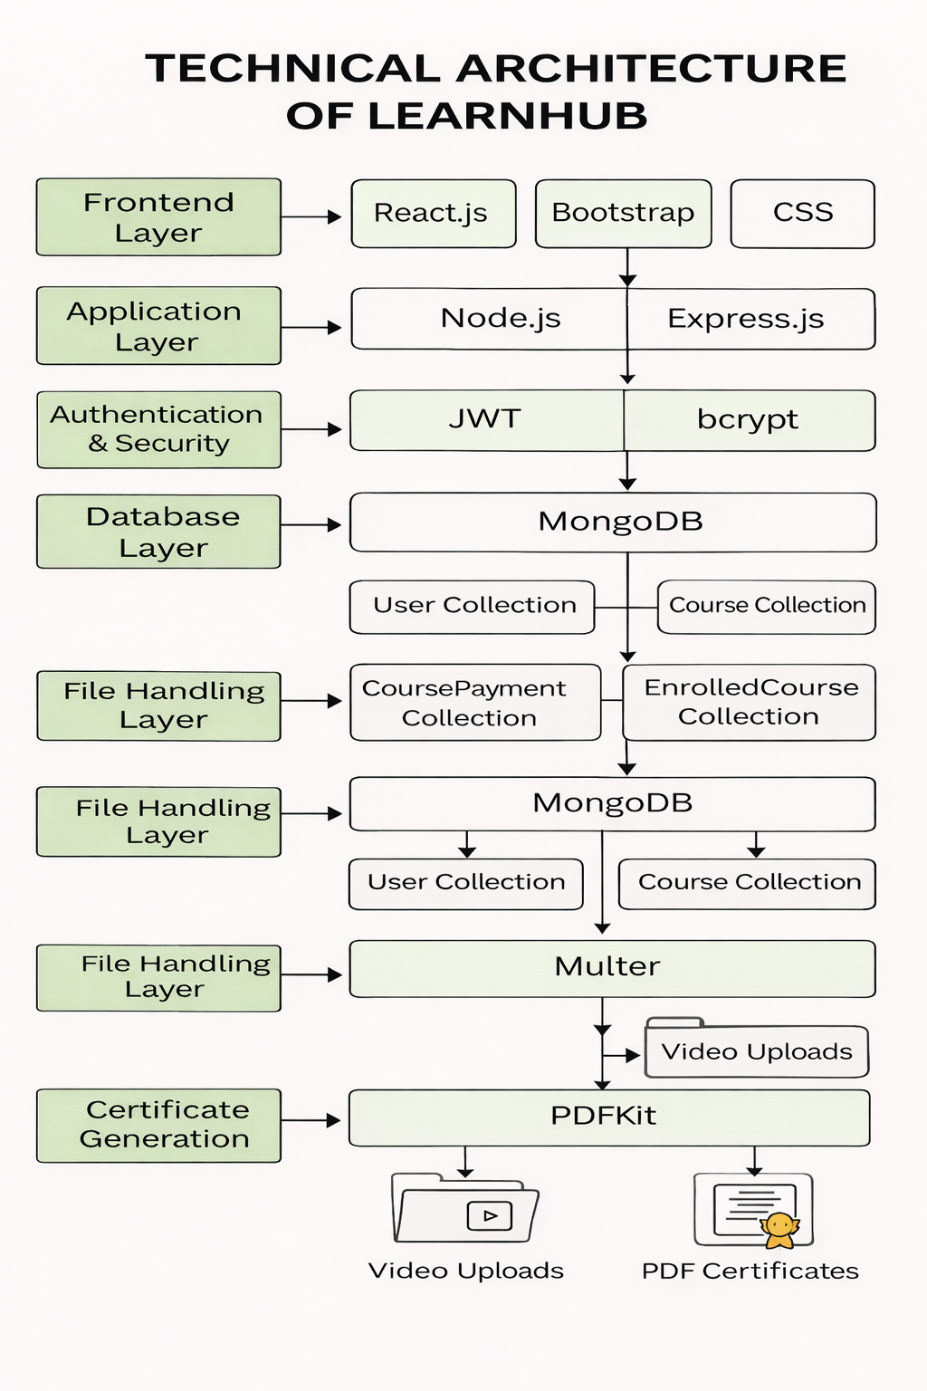 TECHNICAL ARCHITECTURE
OF LEARNHUB
Frontend
Layer
React.js
Bootstrap
CSS
Application
Layer
Node.js
Express.js
Authentication
& Security
JWT
bcrypt
Database
Layer
MongoDB
User Collection
Course Collection
File Handling
Layer
CoursePayment
Collection
EnrolledCourse
Collection
File Handling
Layer
MongoDB
User Collection
Course Collection
File Handling
Layer
Multer
Video Uploads
Certificate
Generation
PDFKit
Video Uploads
PDF Certificates